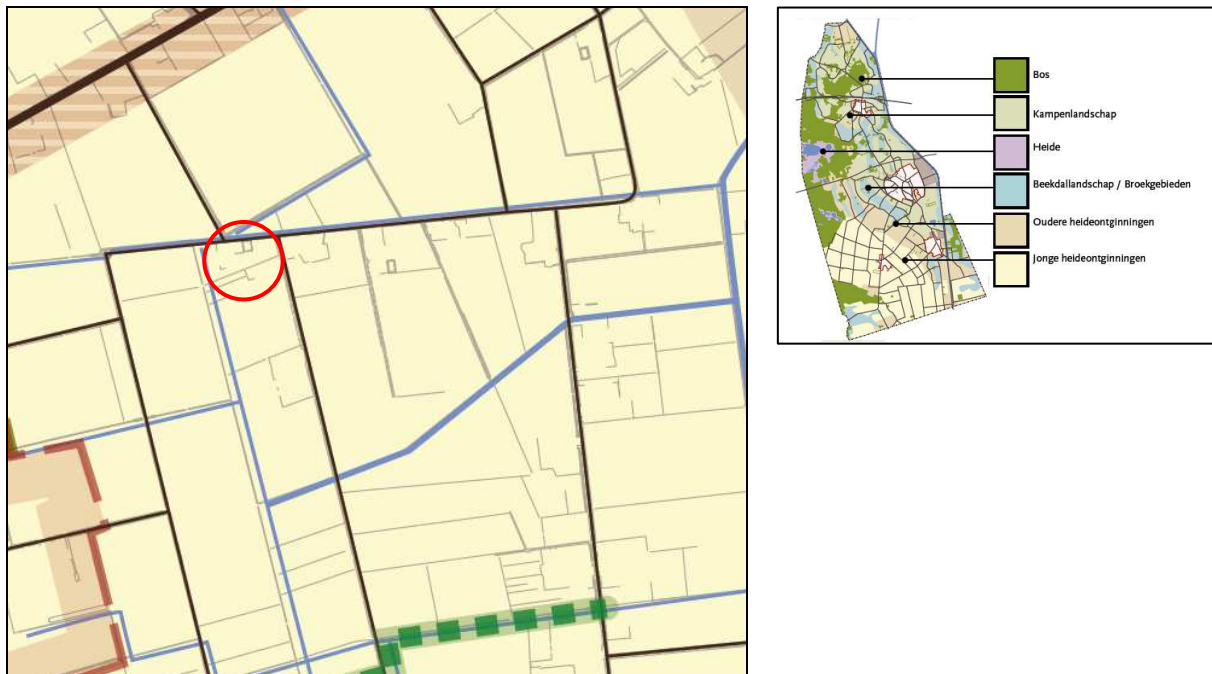 Bos
Kampenlandschap
Heide
Beekdallandschap / Broekgebieden
Oudere heideontginningen
Jonge heideontginningen